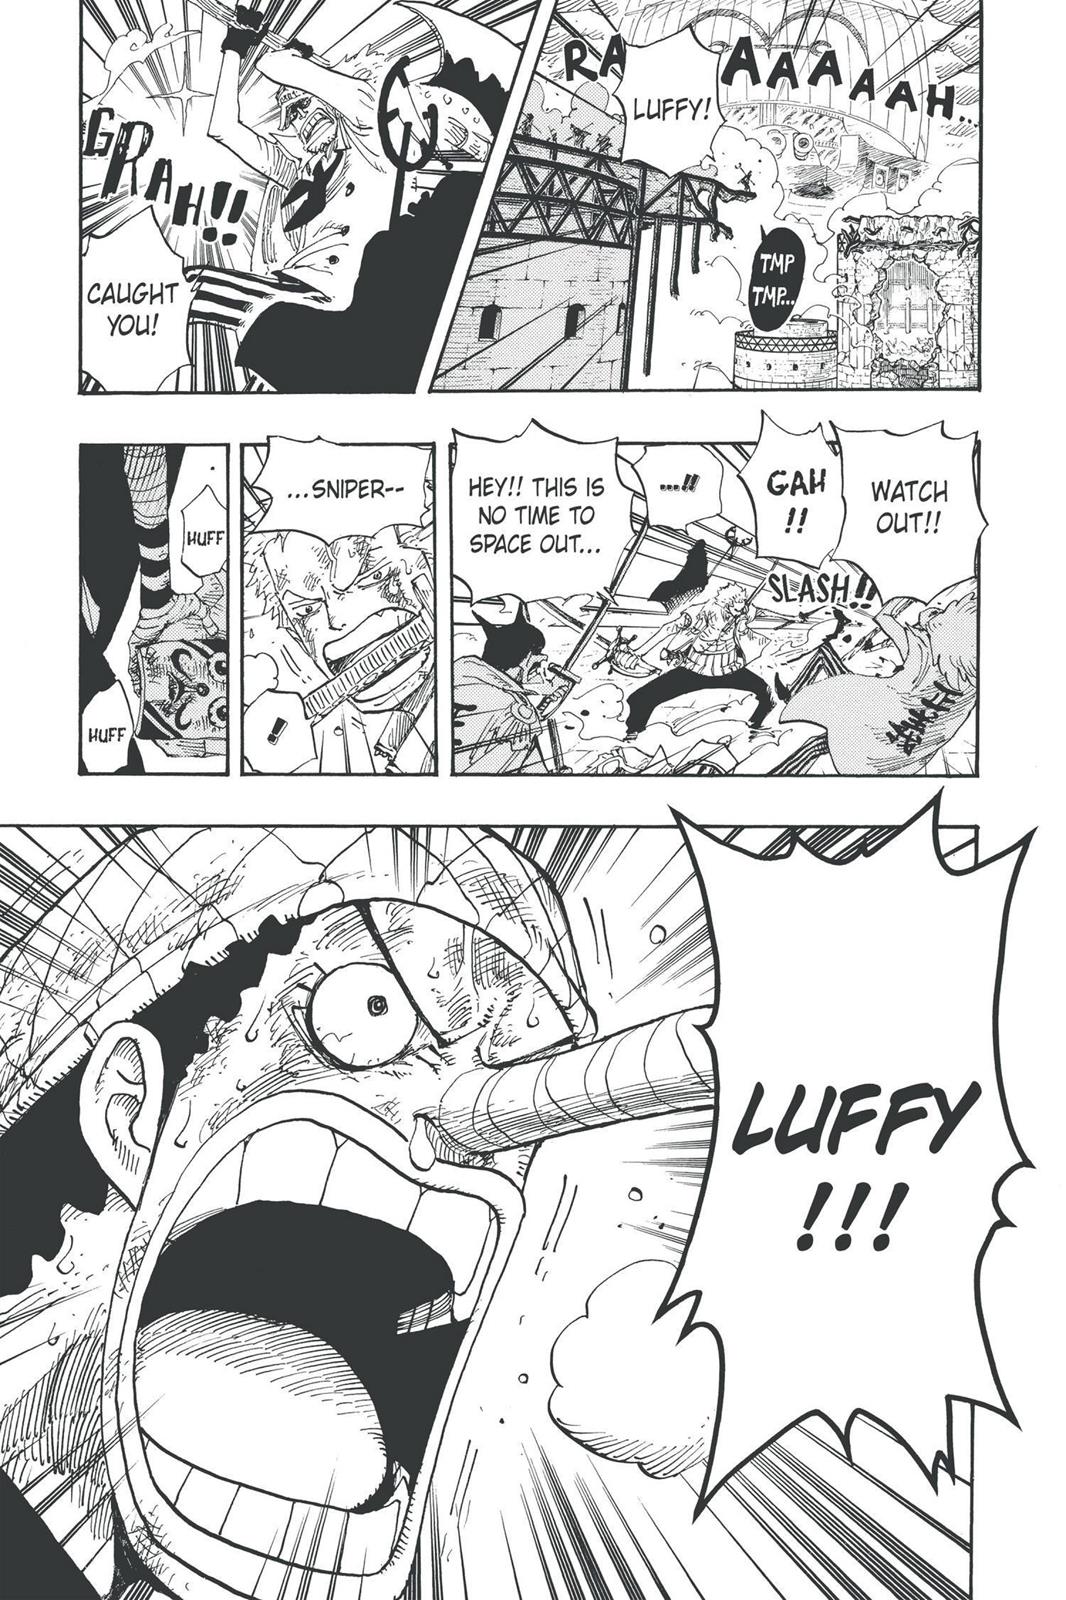 RA AAAAAAH...
LUFFY!
TMP
TMP...
GRAH!!
CAUGHT
YOU!
WATCH
OUT!!
GAH
!!
SLASH!!
...!!
HEY!! THIS IS
NO TIME TO
SPACE OUT...
...SNIPER--
!
HUFF
HUFF
LUFFY
!!!